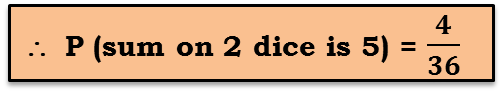 ∴ P (sum on 2 dice is 5) = 4/36